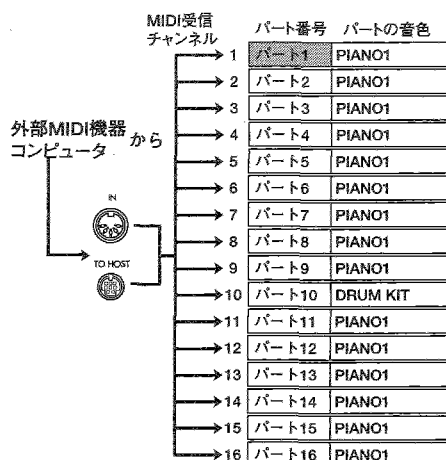 MIDI受信
チャンネル
パート番号 パートの音色
外部MIDI機器
コンピュータ から
IN
TO HOST
1 パート1 PIANO1
2 パート2 PIANO1
3 パート3 PIANO1
4 パート4 PIANO1
5 パート5 PIANO1
6 パート6 PIANO1
7 パート7 PIANO1
8 パート8 PIANO1
9 パート9 PIANO1
10 パート10 DRUM KIT
11 パート11 PIANO1
12 パート12 PIANO1
13 パート13 PIANO1
14 パート14 PIANO1
15 パート15 PIANO1
16 パート16 PIANO1